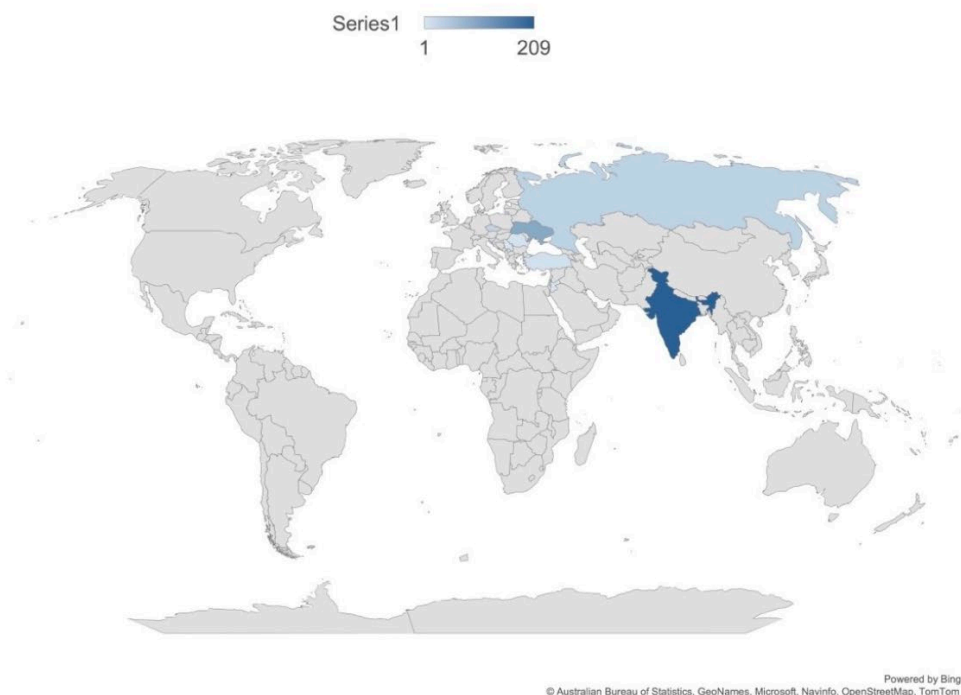 Series1
1 209
Powered by Bing
© Australian Bureau of Statistics, GeoNames, Microsoft, Navinfo, OpenStreetMap, TomTom